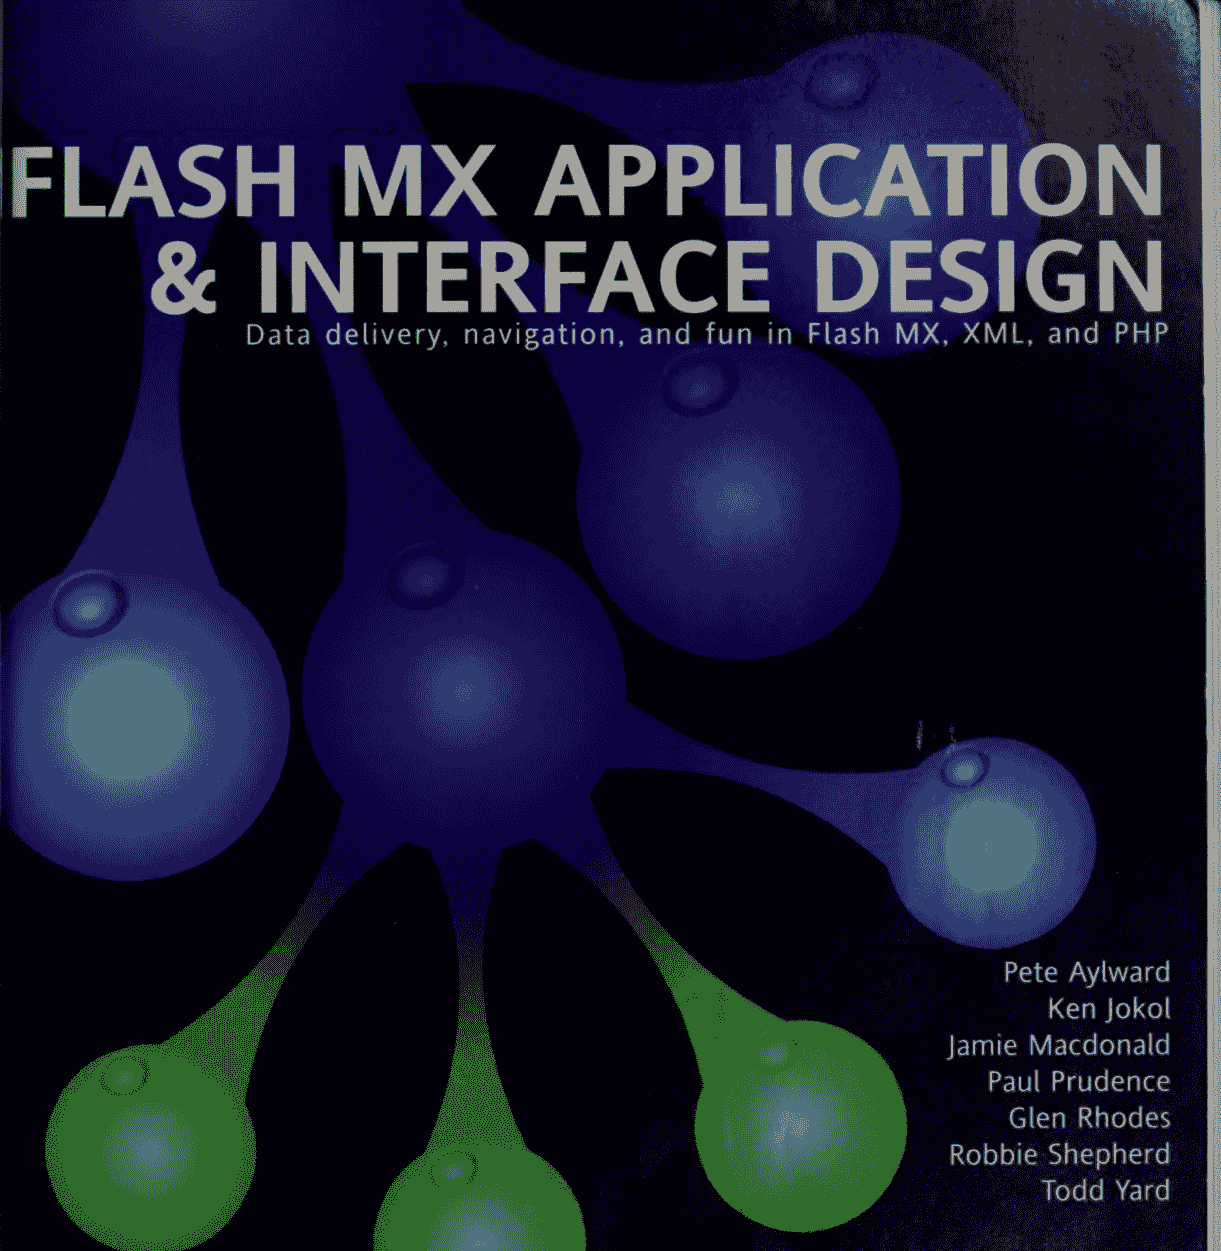 FLASH MX APPLICATION
& INTERFACE DESIGN
Data delivery, navigation, and fun in Flash MX, XML, and PHP
Pete Aylward
Ken Jokol
Jamie Macdonald
Paul Prudence
Glen Rhodes
Robbie Shepherd
Todd Yard